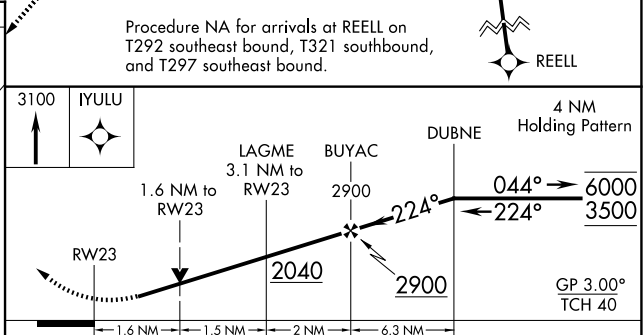 Procedure NA for arrivals at REELL on
T292 southeast bound, T321 southbound,
and T297 southeast bound.
REELL
3100
IYULU
4 NM
Holding Pattern
DUBNE
LAGME
3.1 NM to
RW23
BUYAC
2900
1.6 NM to
RW23
044°
6000
224°
224°
3500
RW23
2040
2900
GP 3.00°
TCH 40
1.6 NM
1.5 NM
2 NM
6.3 NM